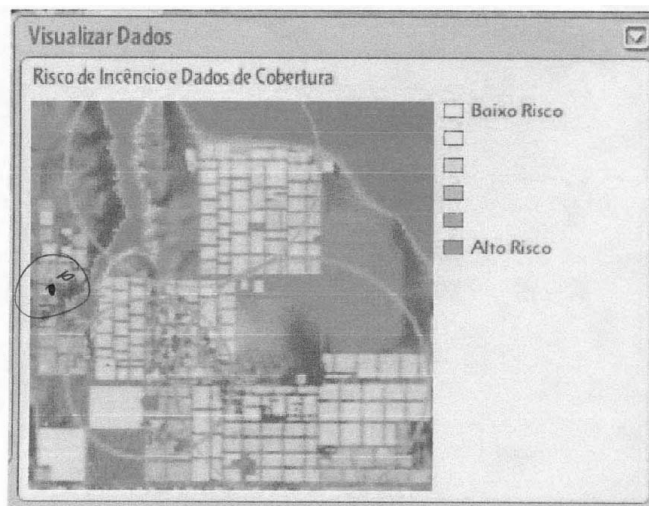 Visualizar Dados
Risco de Incêncio e Dados de Cobertura
Baixo Risco
Alto Risco